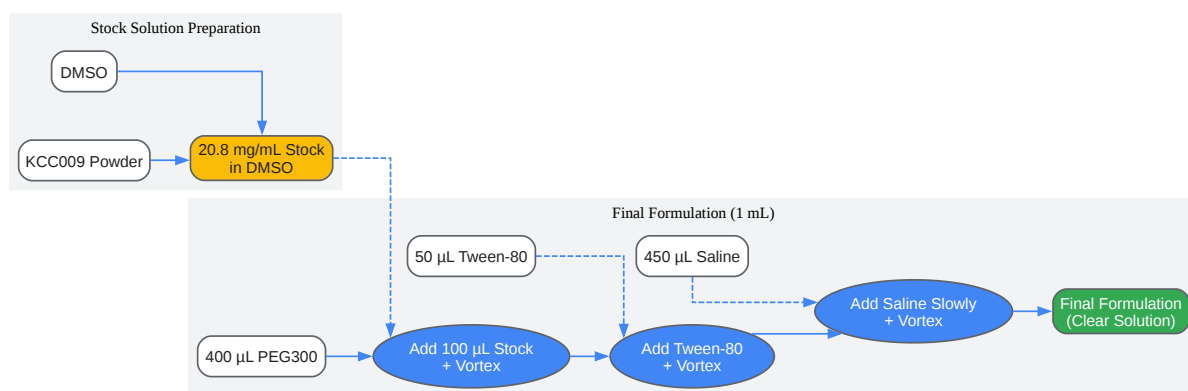 Stock Solution Preparation
DMSO
KCC009 Powder
20.8 mg/mL Stock
in DMSO
Final Formulation (1 mL)
50 µL Tween-80
450 µL Saline
400 µL PEG300
Add 100 µL Stock
+ Vortex
Add Tween-80
+ Vortex
Add Saline Slowly
+ Vortex
Final Formulation
(Clear Solution)